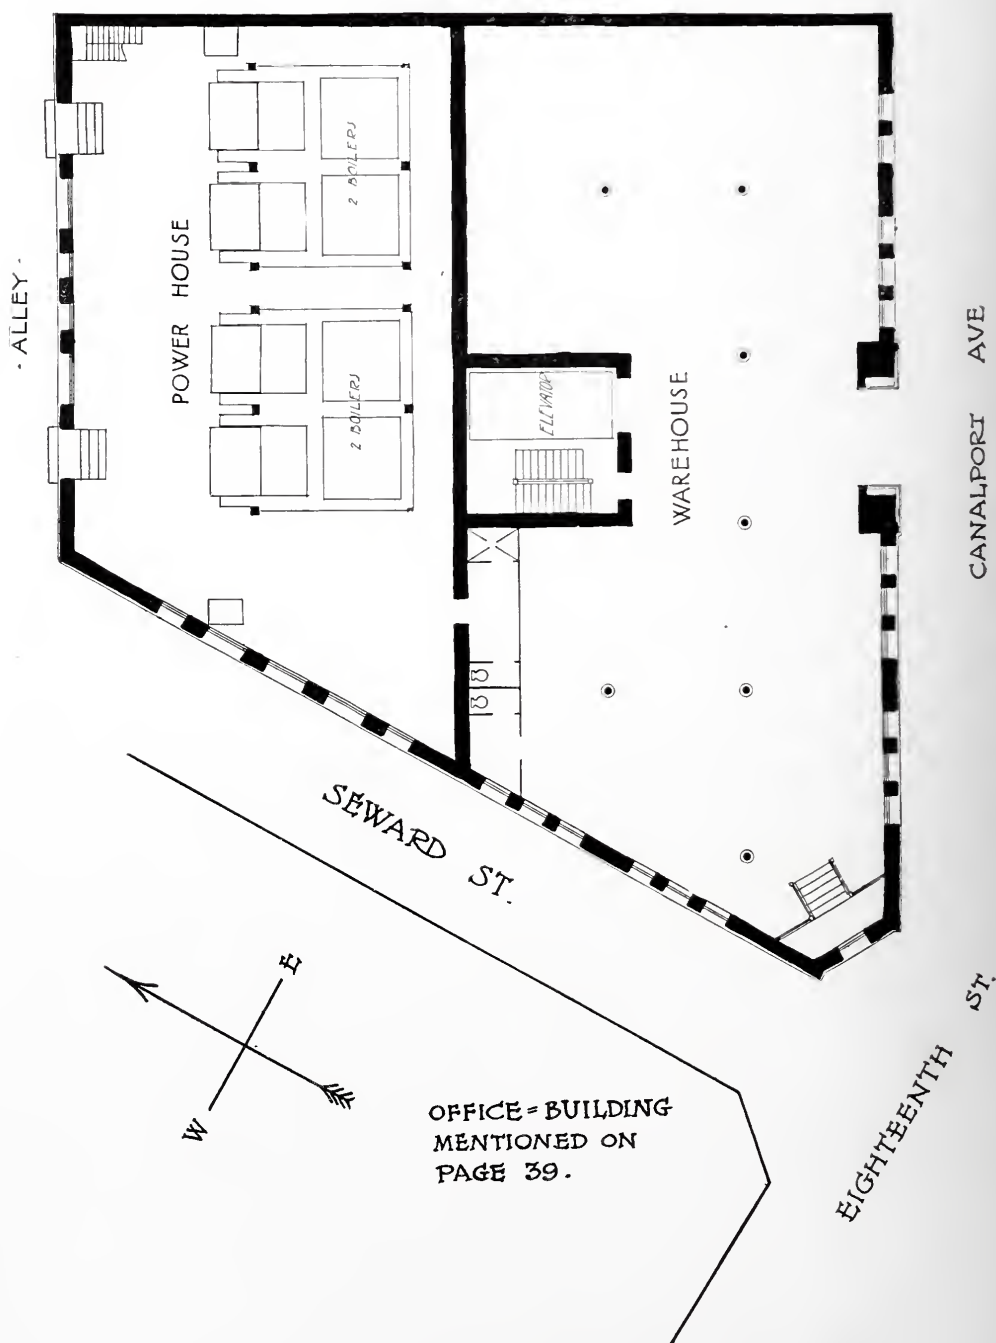 - ALLEY -
POWER HOUSE
2 BOILERS
2 BOILERS
ELEVATOR
WAREHOUSE
CANALPORT AVE
SEWARD ST.
E
W
OFFICE=BUILDING
MENTIONED ON
PAGE 39.
EIGHTEENTH ST.